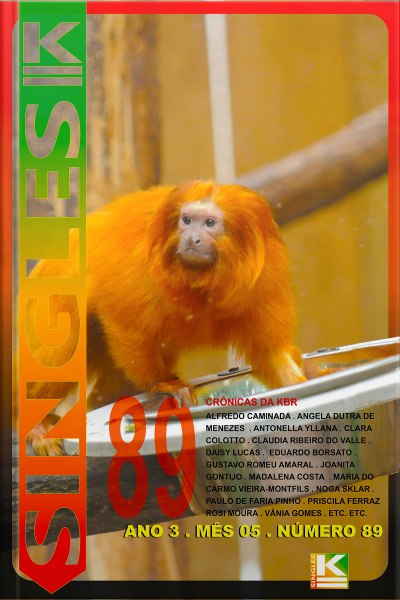 SINGLES K
89
CRÔNICAS DA KBR
ALFREDO CAMINADA . ANGELA DUTRA DE
MENEZES . ANTONELLA YLLANA . CLARA
COLOTTO . CLAUDIA RIBEIRO DO VALLE .
DAISY LUCAS . EDUARDO BORSATO .
GUSTAVO ROMEU AMARAL . JOANITA
GONTIJO . MADALENA COSTA . MARIA DO
CARMO VIEIRA-MONTFILS . NOGA SKLAR .
PAULO DE FARIA PINHO . PRISCILA FERRAZ
ROSI MOURA . VÂNIA GOMES . ETC. ETC.
ANO 3 . MÊS 05 . NÚMERO 89
SINGLES K